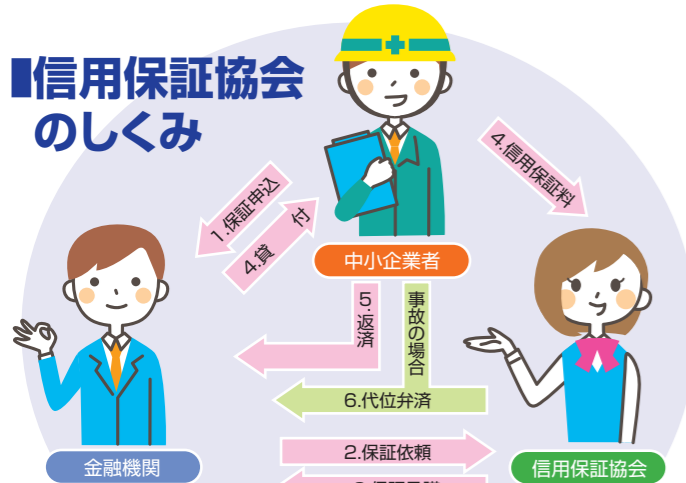 ■信用保証協会
のしくみ
1.保証申込
4.貸付
4.信用保証料
中小企業者
5.返済
事故の場合
6.代位弁済
2.保証依頼
金融機関
信用保証協会